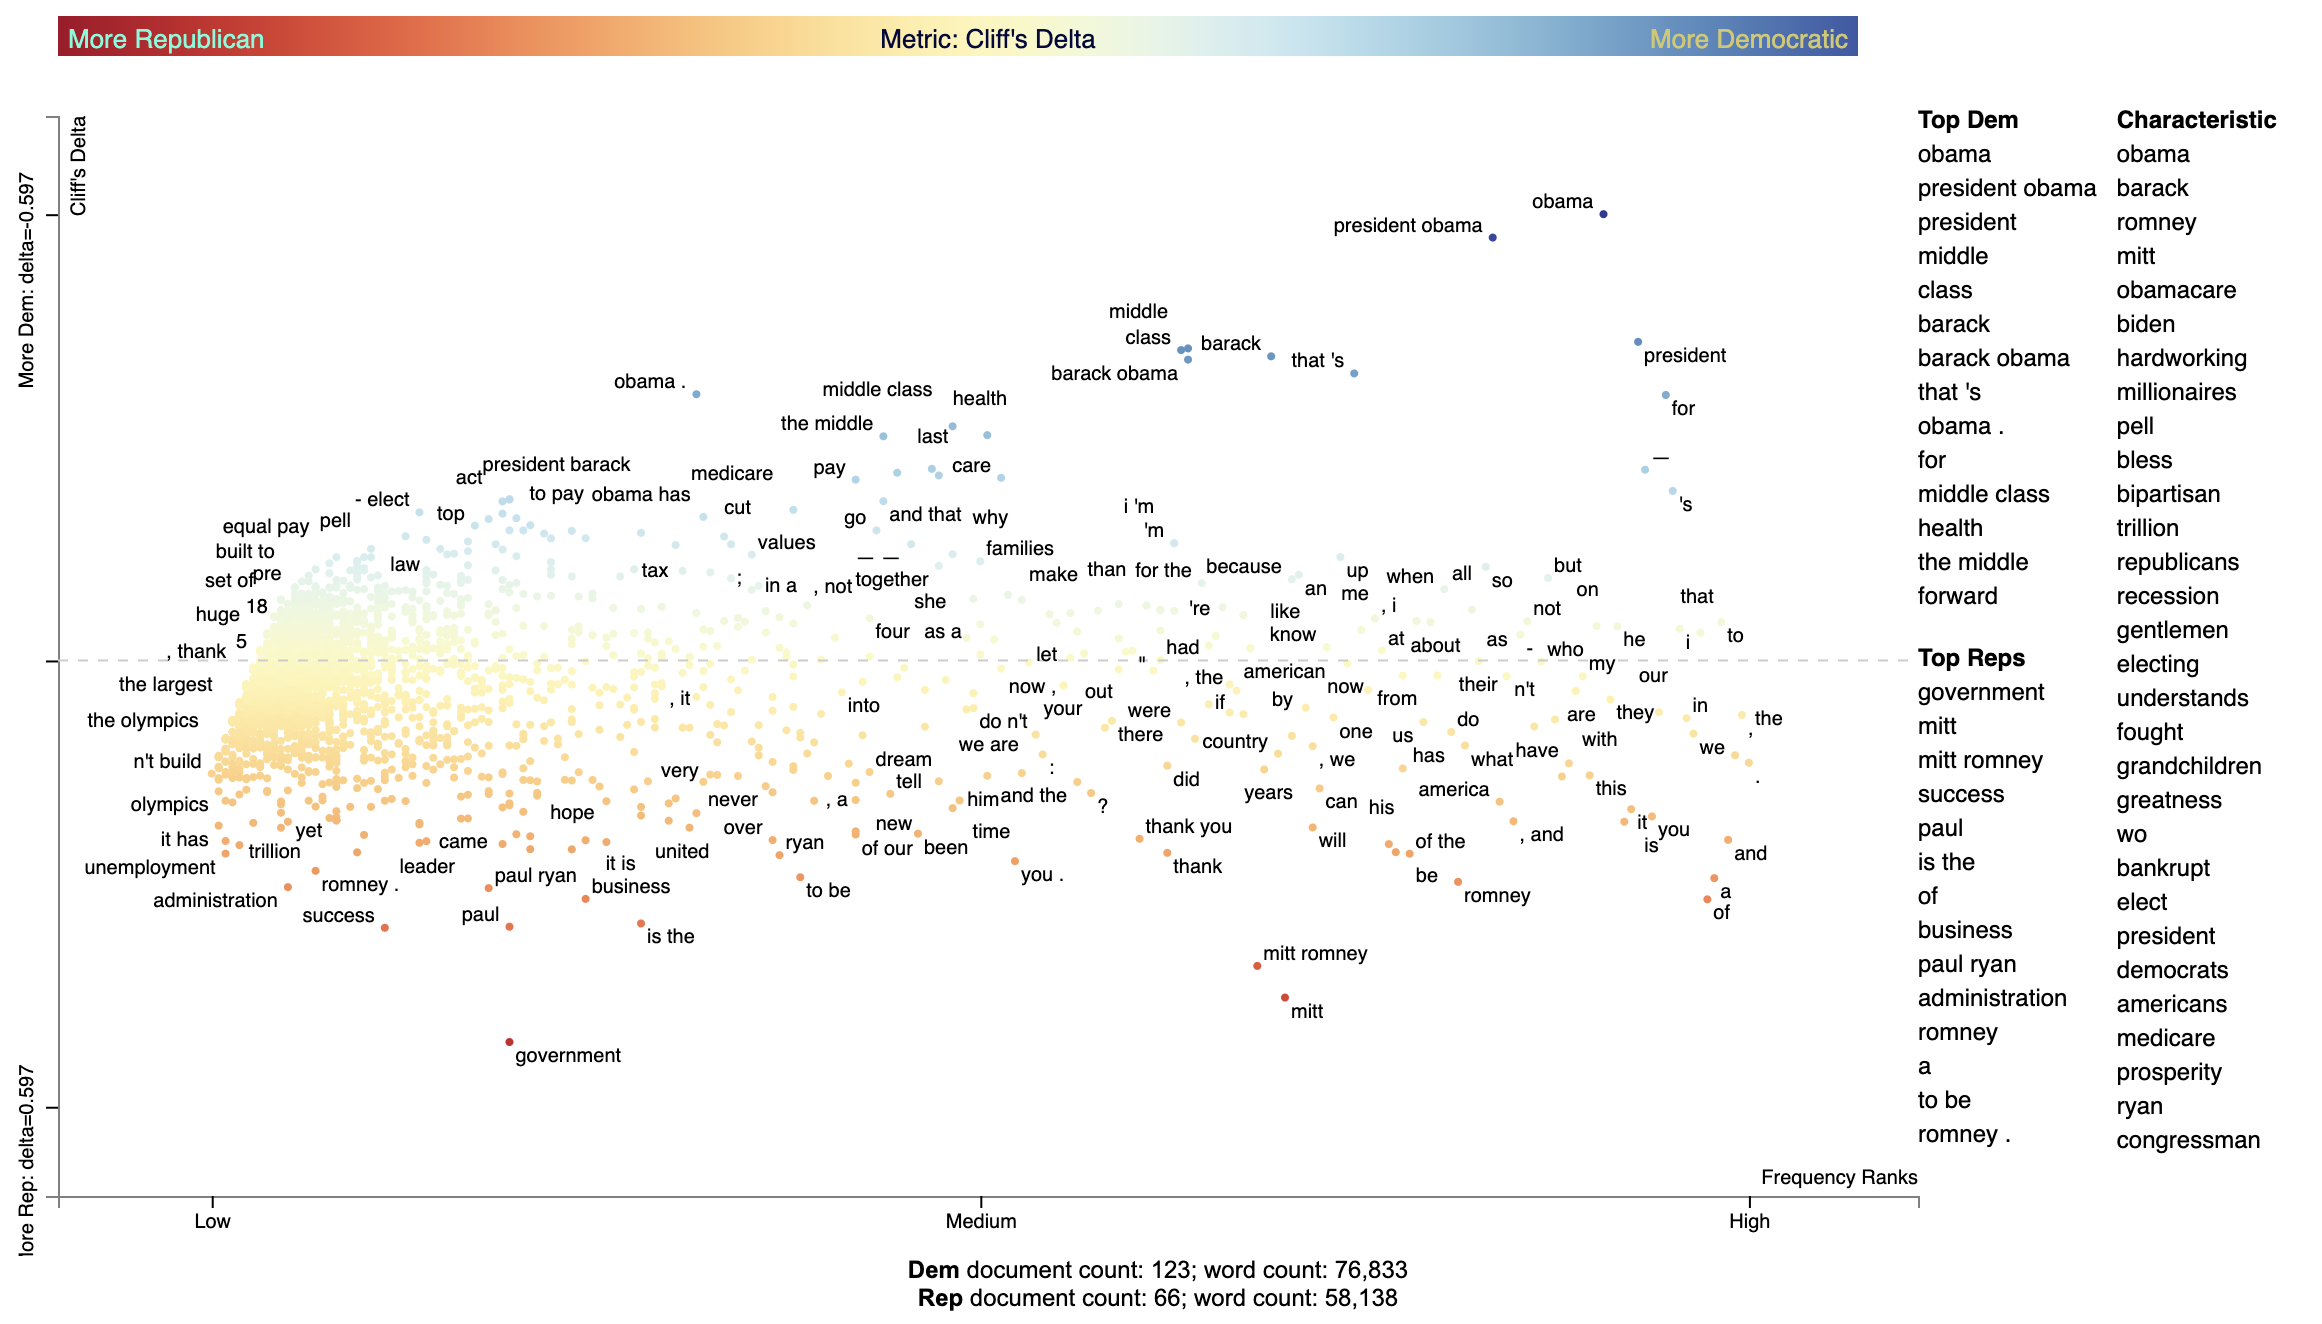 More Republican Metric: Cliff's Delta More Democratic
Cliff's Delta
More Dem: delta=-0.597
lore Rep: delta=0.597
obama
president obama
middle
class
barack
that 's
president
barack obama
obama .
middle class
health
for
the middle
last
—
president barack
act
medicare
pay
care
- elect
to pay
obama has
's
top
cut
i 'm
equal pay
pell
go
and that
why
'm
built to
values
— —
families
law
set of
pre
tax
;
in a
, not
together
make
than
for the
because
up
when
all
so
but
an
me
on
huge
18
she
're
like
, i
not
that
four
as a
know
5
, thank
let
"
had
at
about
as
-
who
he
i
to
my
the largest
, it
now ,
out
, the
american
now
from
their
n't
our
the olympics
into
your
were
if
by
do
are
they
in
the
,
do n't
there
country
one
us
with
we
n't build
we are
:
, we
has
what
have
dream
very
tell
did
america
this
.
olympics
hope
never
, a
him
and the
?
years
can
his
it has
yet
over
new
time
thank you
will
of the
, and
it
you
is
trillion
came
united
ryan
of our
been
and
unemployment
leader
it is
thank
be
romney .
paul ryan
business
to be
you .
romney
a
administration
success
paul
of
is the
mitt romney
mitt
government
Frequency Ranks
Low Medium High
Top Dem
obama
president obama
president
middle
class
barack
barack obama
that 's
obama .
for
middle class
health
the middle
forward
Top Reps
government
mitt
mitt romney
success
paul
is the
of
business
paul ryan
administration
romney
a
to be
romney .
Characteristic
obama
barack
romney
mitt
obamacare
biden
hardworking
millionaires
pell
bless
bipartisan
trillion
republicans
recession
gentlemen
electing
understands
fought
grandchildren
greatness
wo
bankrupt
elect
president
democrats
americans
medicare
prosperity
ryan
congressman
Dem document count: 123; word count: 76,833
Rep document count: 66; word count: 58,138